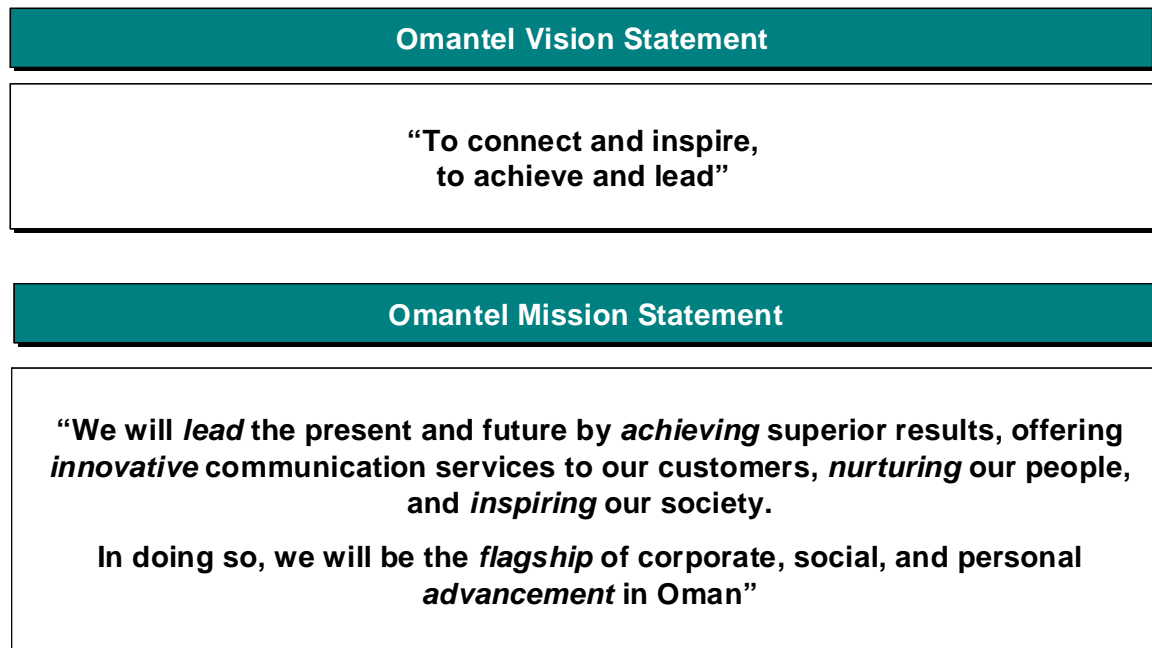 Omantel Vision Statement
“To connect and inspire,
to achieve and lead”
Omantel Mission Statement
“We will lead the present and future by achieving superior results, offering
innovative communication services to our customers, nurturing our people,
and inspiring our society.
In doing so, we will be the flagship of corporate, social, and personal
advancement in Oman”